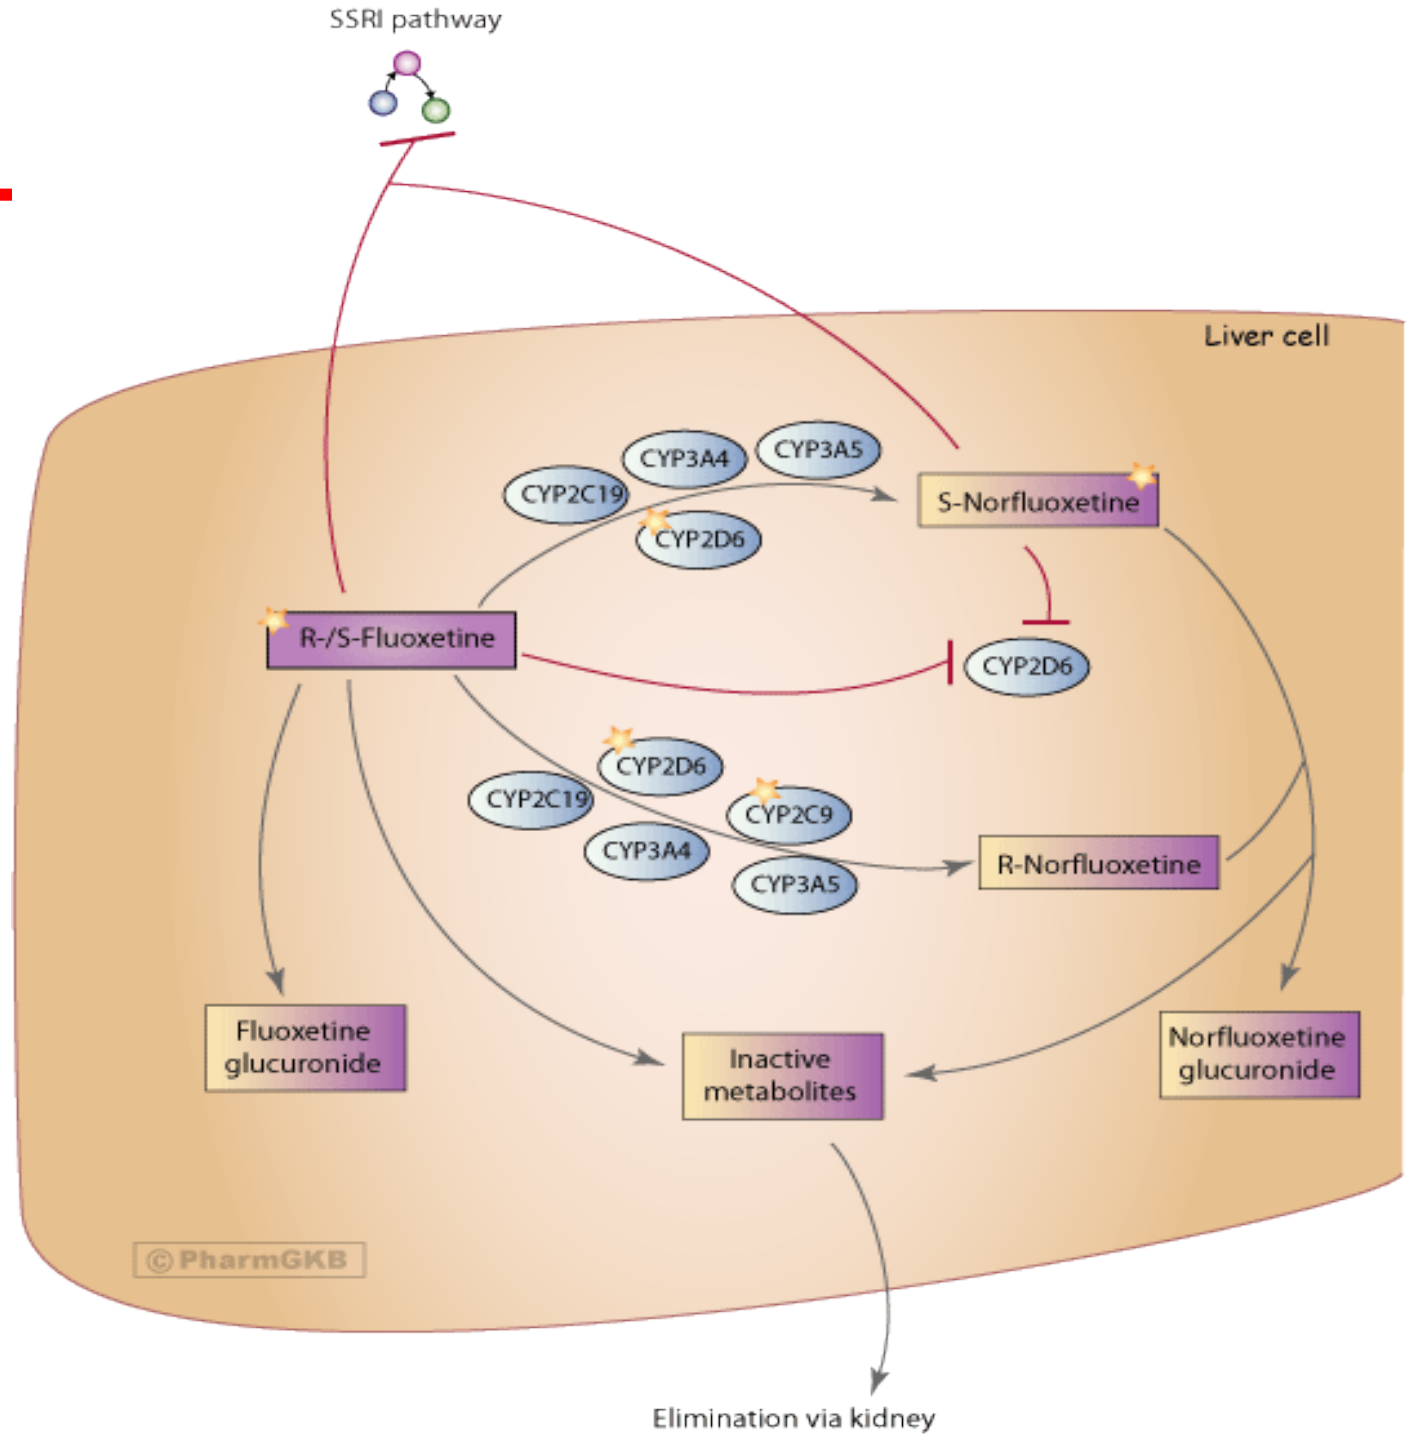 SSRI pathway
Liver cell
CYP3A4
CYP3A5
CYP2C19
CYP2D6
S-Norfluoxetine
R-/S-Fluoxetine
CYP2D6
CYP2D6
CYP2C19
CYP2C9
CYP3A4
CYP3A5
R-Norfluoxetine
Fluoxetine
glucuronide
Inactive
metabolites
Norfluoxetine
glucuronide
© PharmGKB
Elimination via kidney